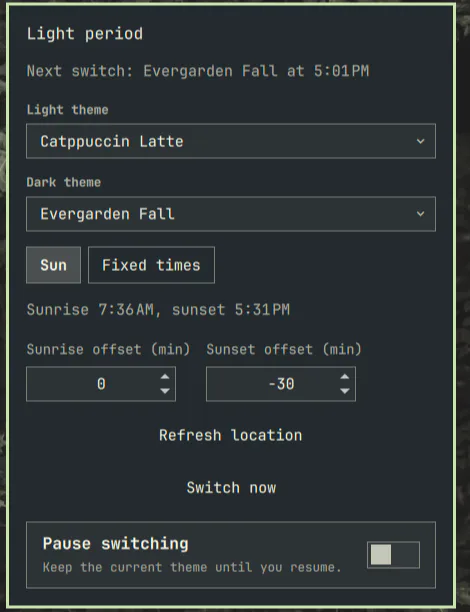 Light period
Next switch: Evergarden Fall at 5:01PM
Light theme
Catppuccin Latte
Dark theme
Evergarden Fall
Sun Fixed times
Sunrise 7:36AM, sunset 5:31PM
Sunrise offset (min) Sunset offset (min)
0 -30
Refresh location
Switch now
Pause switching
Keep the current theme until you resume.